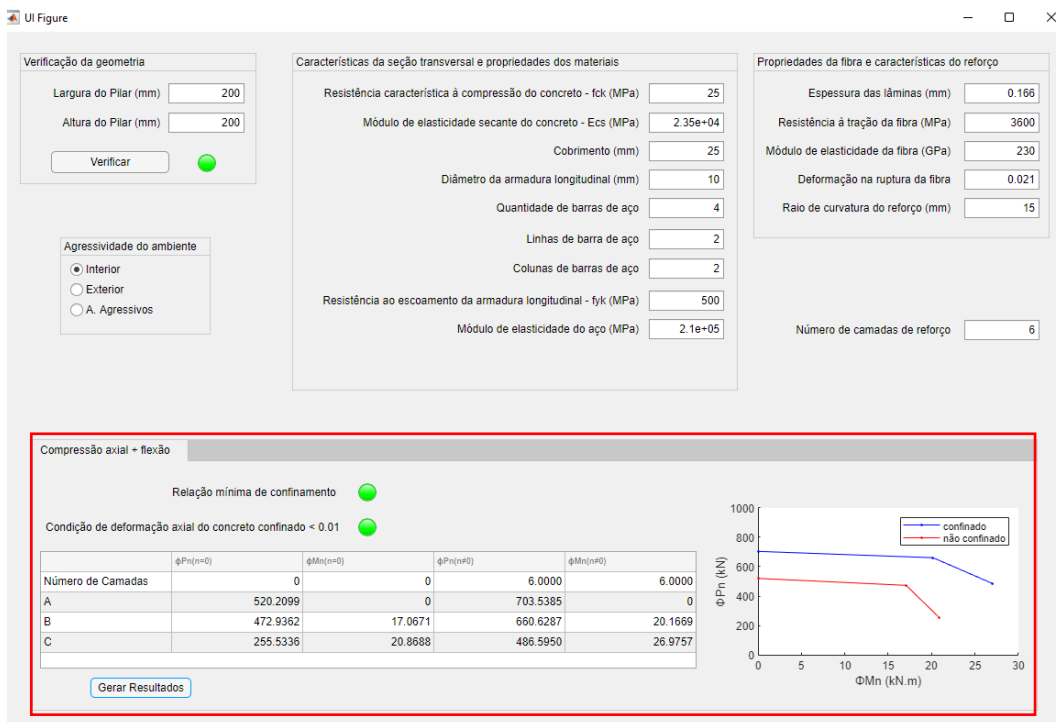 UI Figure
Verificação da geometria
Largura do Pilar (mm) 200
Altura do Pilar (mm) 200
Verificar
Agressividade do ambiente
Interior
Exterior
A. Agressivos
Características da seção transversal e propriedades dos materiais
Resistência característica à compressão do concreto - fck (MPa) 25
Módulo de elasticidade secante do concreto - Ecs (MPa) 2.35e+04
Cobrimento (mm) 25
Diâmetro da armadura longitudinal (mm) 10
Quantidade de barras de aço 4
Linhas de barra de aço 2
Colunas de barras de aço 2
Resistência ao escoamento da armadura longitudinal - fyk (MPa) 500
Módulo de elasticidade do aço (MPa) 2.1e+05
Propriedades da fibra e características do reforço
Espessura das lâminas (mm) 0.166
Resistência à tração da fibra (MPa) 3600
Módulo de elasticidade da fibra (GPa) 230
Deformação na ruptura da fibra 0.021
Raio de curvatura do reforço (mm) 15
Número de camadas de reforço 6
Compressão axial + flexão
Relação mínima de confinamento
Condição de deformação axial do concreto confinado < 0.01
ϕPn(n=0) ϕMn(n=0) ϕPn(n≠0) ϕMn(n≠0)
Número de Camadas 0 0 6.0000 6.0000
A 520.2099 0 703.5385 0
B 472.9362 17.0671 660.6287 20.1669
C 255.5336 20.8688 486.5950 26.9757
Gerar Resultados
1000
800
600
400
200
0
ΦPn (kN)
confinado
não confinado
0 5 10 15 20 25 30
ΦMn (kN.m)